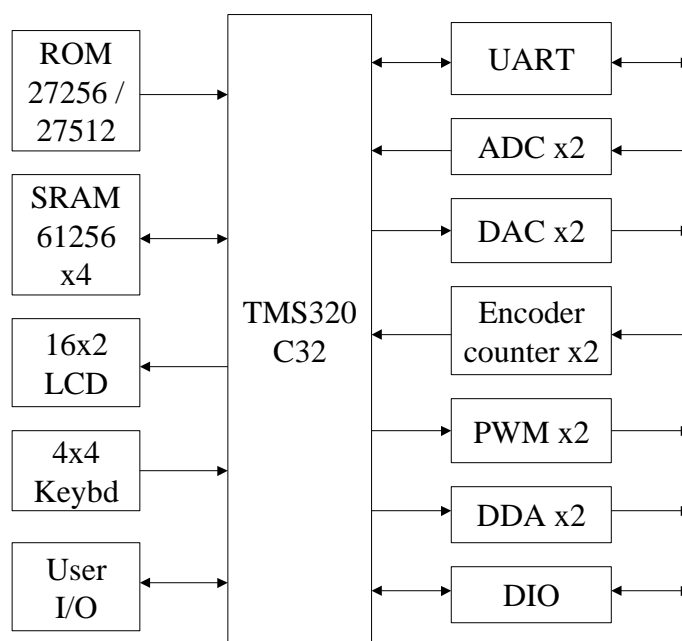 ROM
27256 /
27512
SRAM
61256
x4
16x2
LCD
4x4
Keybd
User
I/O
TMS320
C32
UART
ADC x2
DAC x2
Encoder
counter x2
PWM x2
DDA x2
DIO